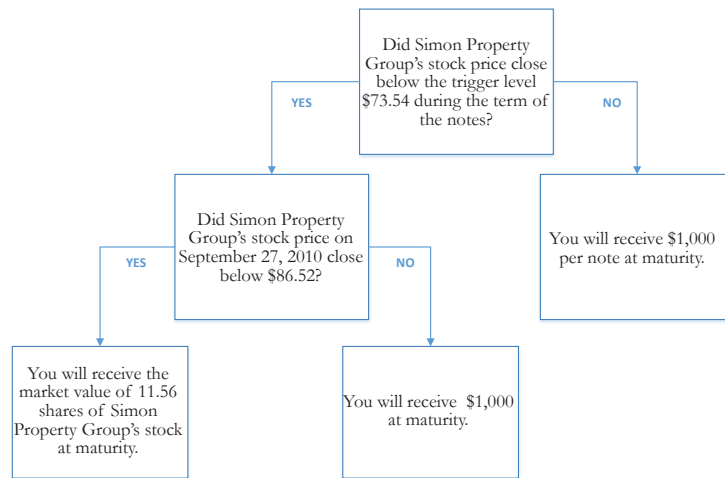 Did Simon Property
Group's stock price close
below the trigger level
$73.54 during the term of
the notes?
YES
NO
Did Simon Property
Group's stock price on
September 27, 2010 close
below $86.52?
You will receive $1,000
per note at maturity.
YES
NO
You will receive the
market value of 11.56
shares of Simon
Property Group's stock
at maturity.
You will receive $1,000
at maturity.